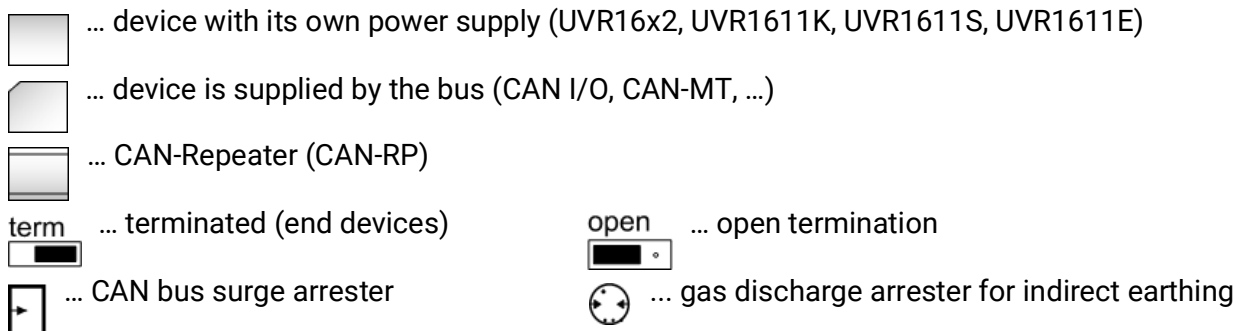 … device with its own power supply (UVR16x2, UVR1611K, UVR1611S, UVR1611E)
… device is supplied by the bus (CAN I/O, CAN-MT, …)
… CAN-Repeater (CAN-RP)
term … terminated (end devices) open … open termination
… CAN bus surge arrester ... gas discharge arrester for indirect earthing